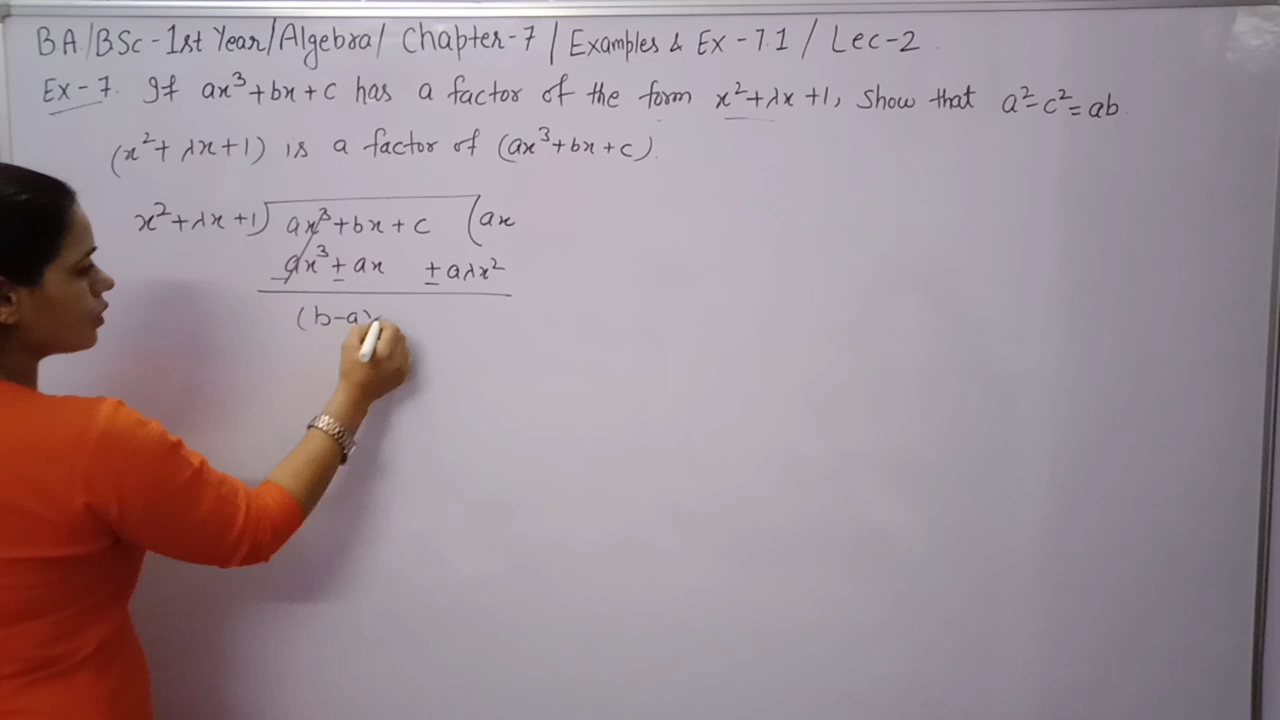 BA/BSc-1st Year/Algebra/ Chapter-7 / Examples & Ex-7.1 / Lec-2
Ex-7. If ax³+bx+c has a factor of the form x²+λx+1, Show that a²-c²=ab.
(x²+λx+1) is a factor of (ax³+bx+c).
x²+λx+1) ax³+bx+c (ax
ax³ ± ax ± aλx²
(b-a)